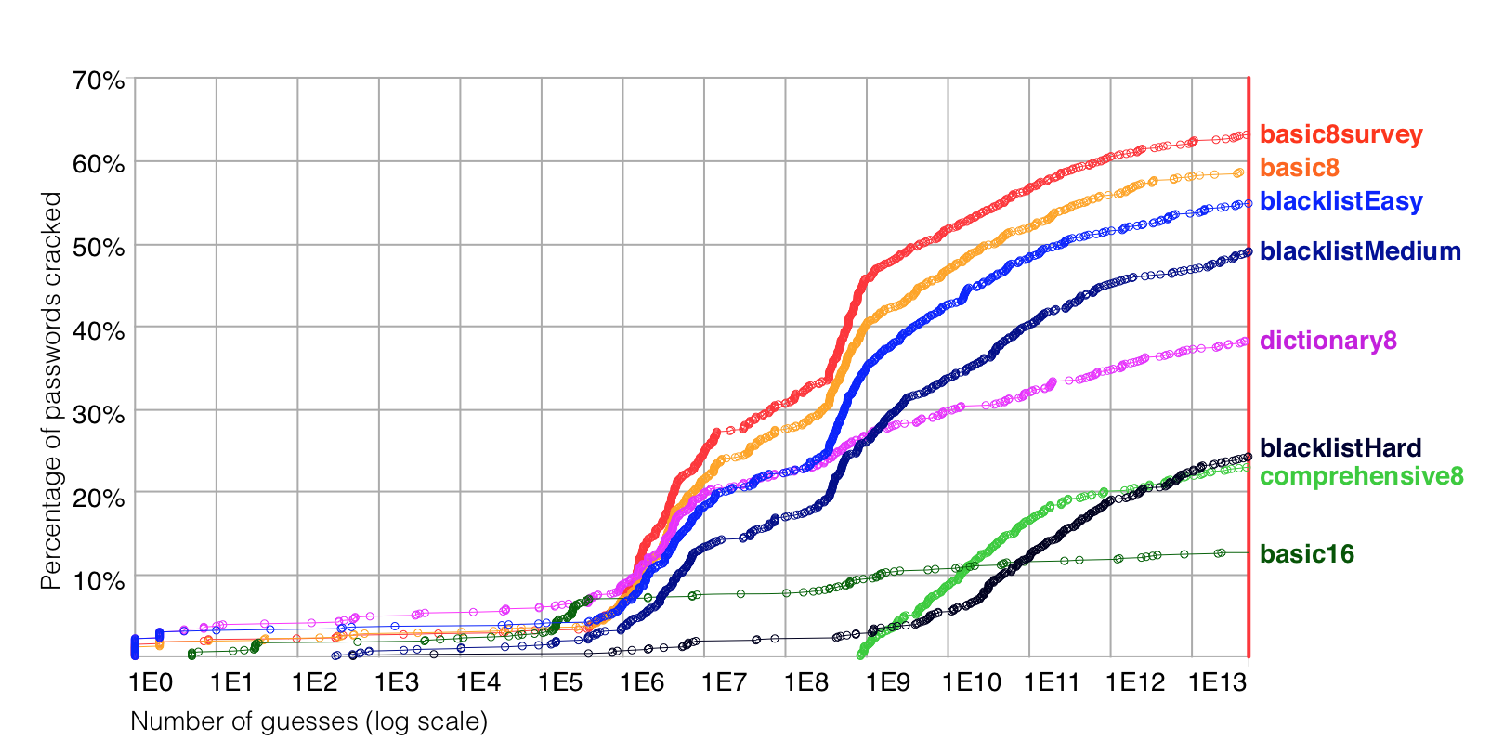 70%
60%
50%
40%
30%
20%
10%
Percentage of passwords cracked
basic8survey
basic8
blacklistEasy
blacklistMedium
dictionary8
blacklistHard
comprehensive8
basic16
1E0 1E1 1E2 1E3 1E4 1E5 1E6 1E7 1E8 1E9 1E10 1E11 1E12 1E13
Number of guesses (log scale)